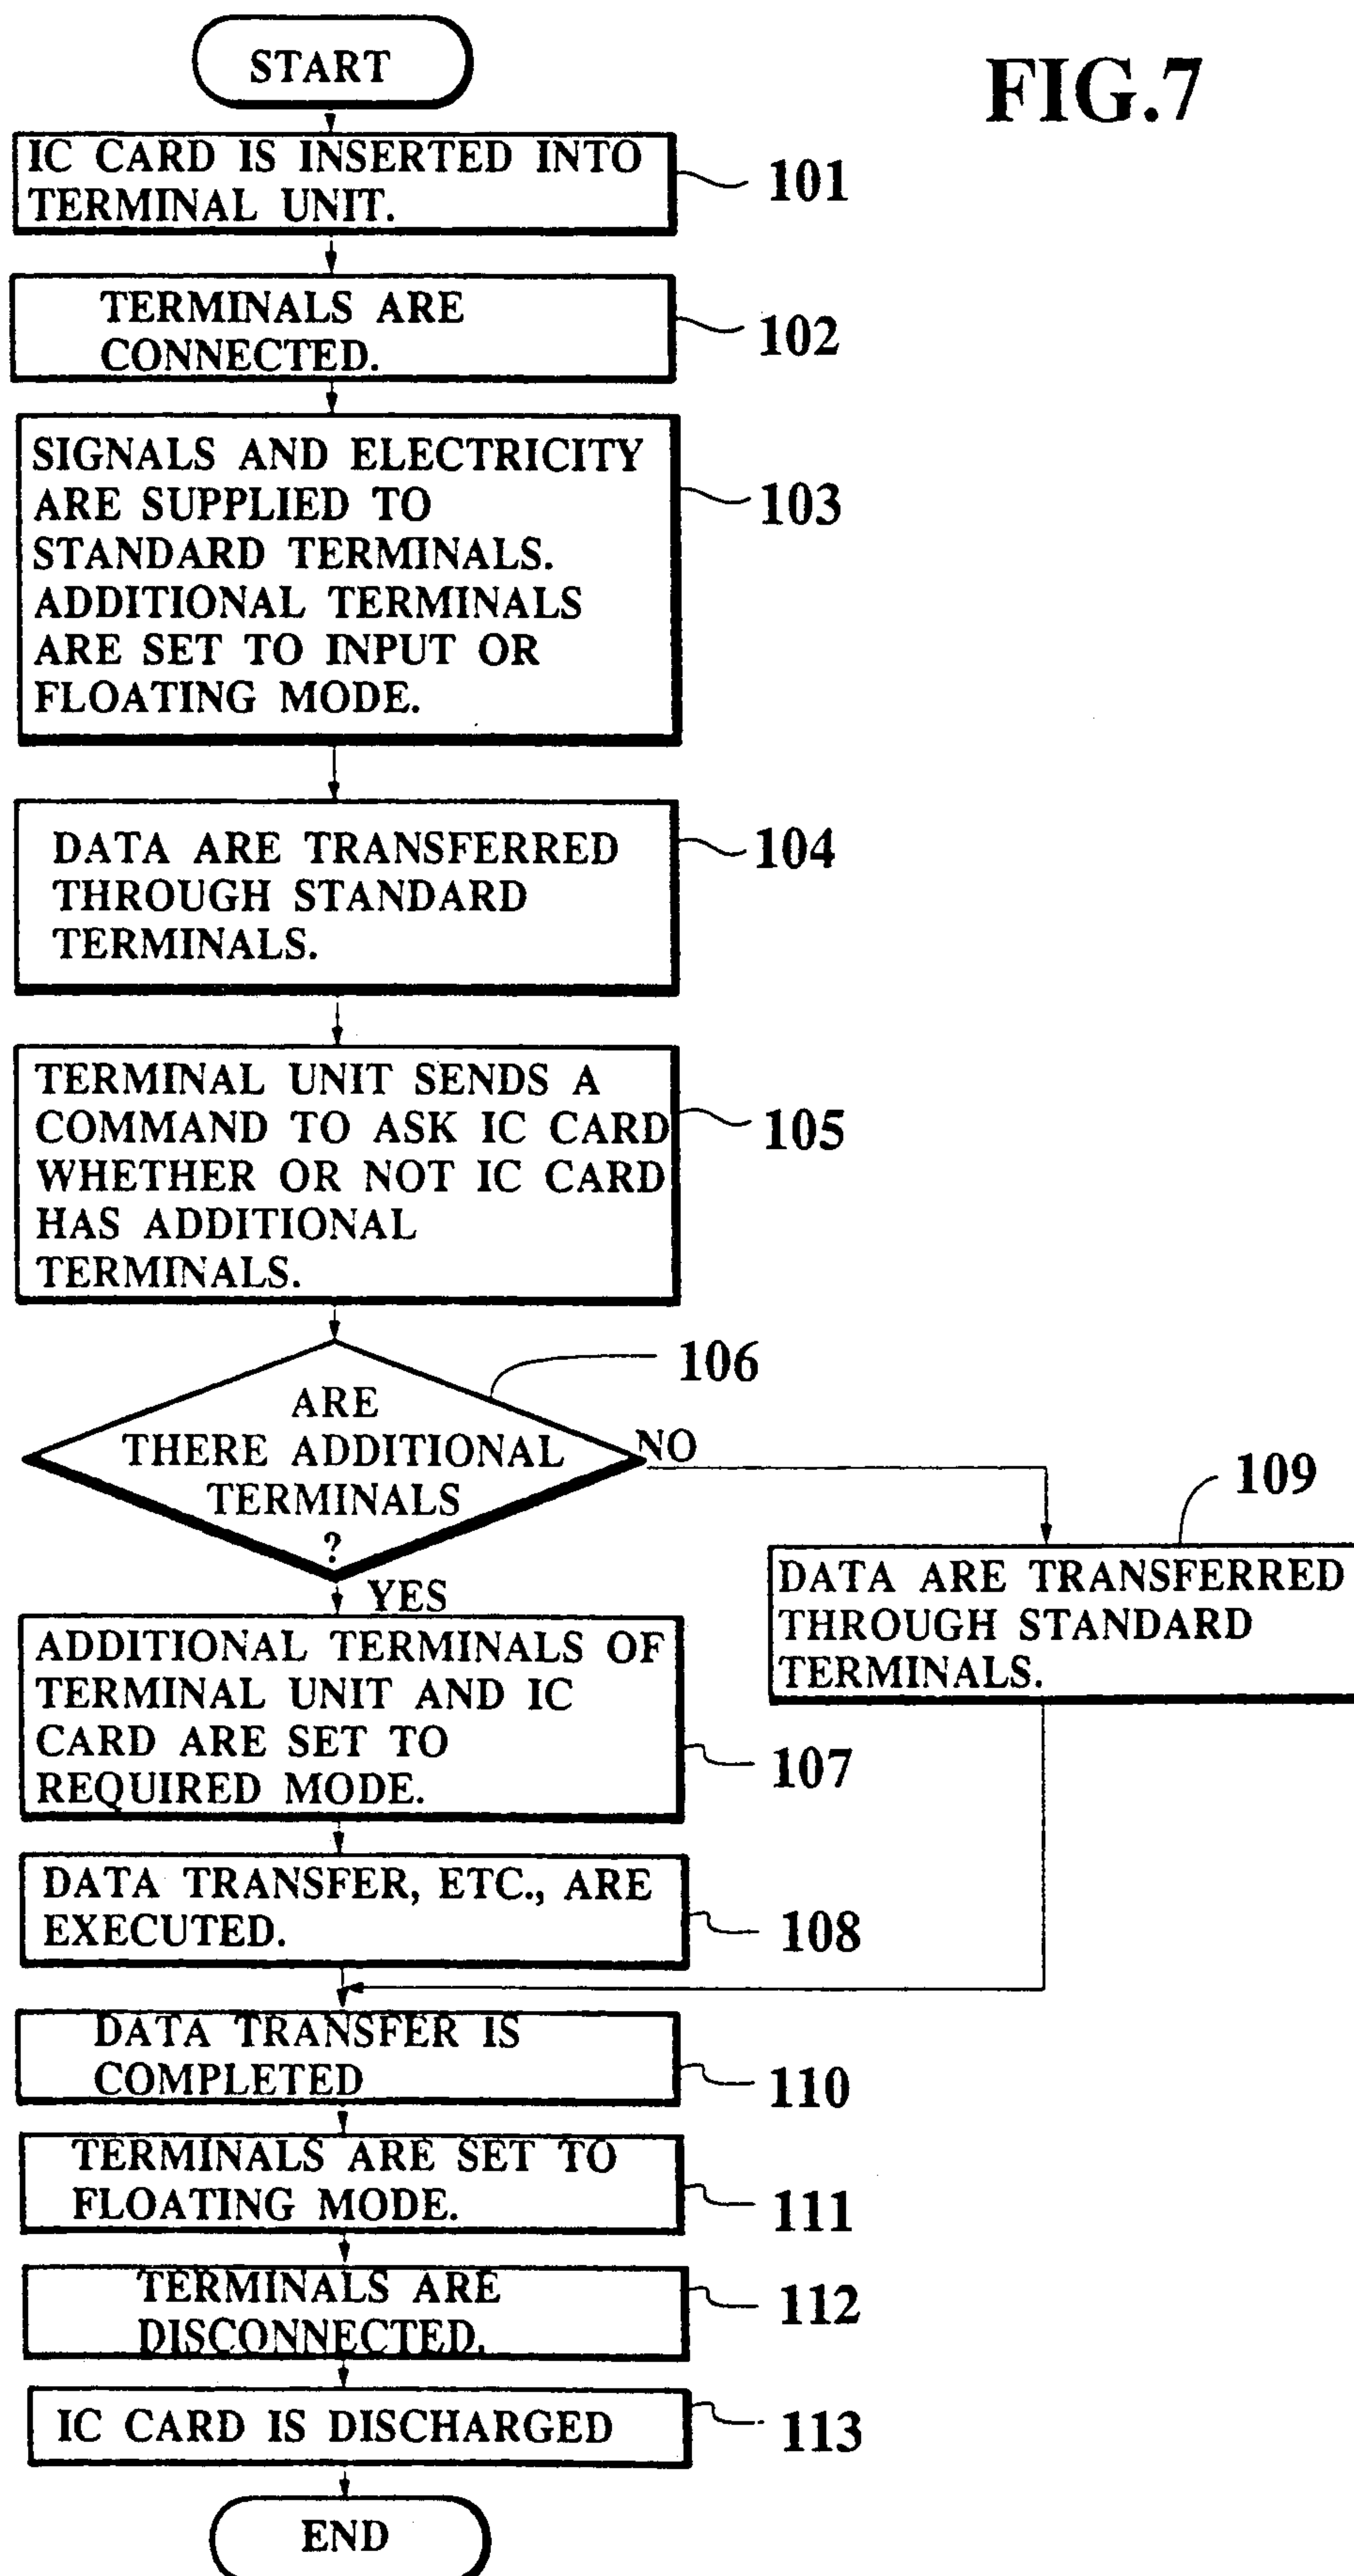 FIG.7
START
IC CARD IS INSERTED INTO
TERMINAL UNIT.
101
TERMINALS ARE
CONNECTED.
102
SIGNALS AND ELECTRICITY
ARE SUPPLIED TO
STANDARD TERMINALS.
ADDITIONAL TERMINALS
ARE SET TO INPUT OR
FLOATING MODE.
103
DATA ARE TRANSFERRED
THROUGH STANDARD
TERMINALS.
104
TERMINAL UNIT SENDS A
COMMAND TO ASK IC CARD
WHETHER OR NOT IC CARD
HAS ADDITIONAL
TERMINALS.
105
ARE
THERE ADDITIONAL
TERMINALS
?
106
NO
YES
DATA ARE TRANSFERRED
THROUGH STANDARD
TERMINALS.
109
ADDITIONAL TERMINALS OF
TERMINAL UNIT AND IC
CARD ARE SET TO
REQUIRED MODE.
107
DATA TRANSFER, ETC., ARE
EXECUTED.
108
DATA TRANSFER IS
COMPLETED
110
TERMINALS ARE SET TO
FLOATING MODE.
111
TERMINALS ARE
DISCONNECTED.
112
IC CARD IS DISCHARGED
113
END